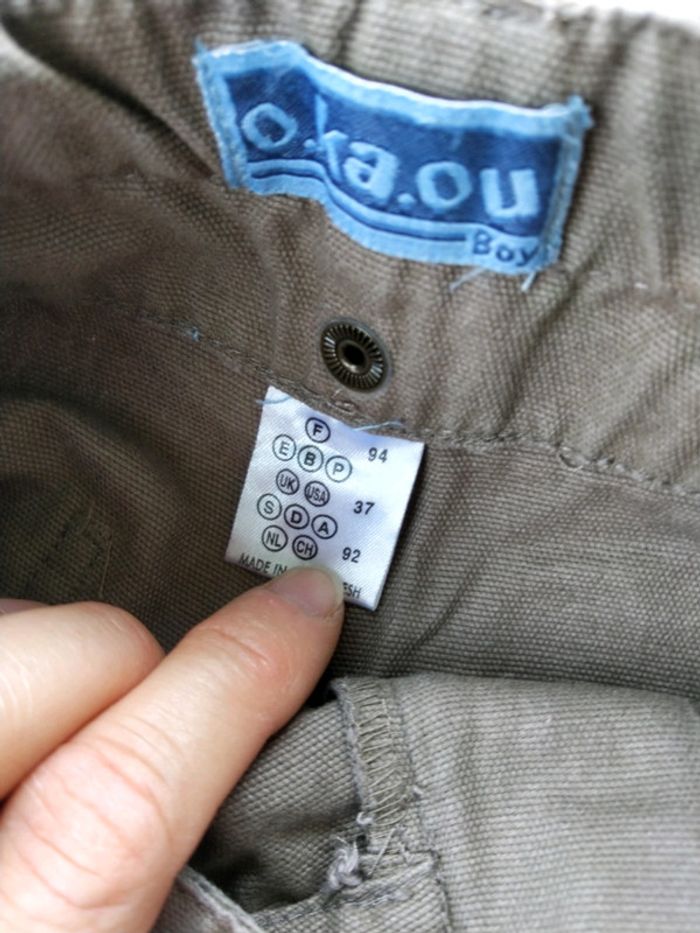 o.ka.ou
Boy
F
E B P 94
UK USA 37
S D A
NL CH 92
MADE IN